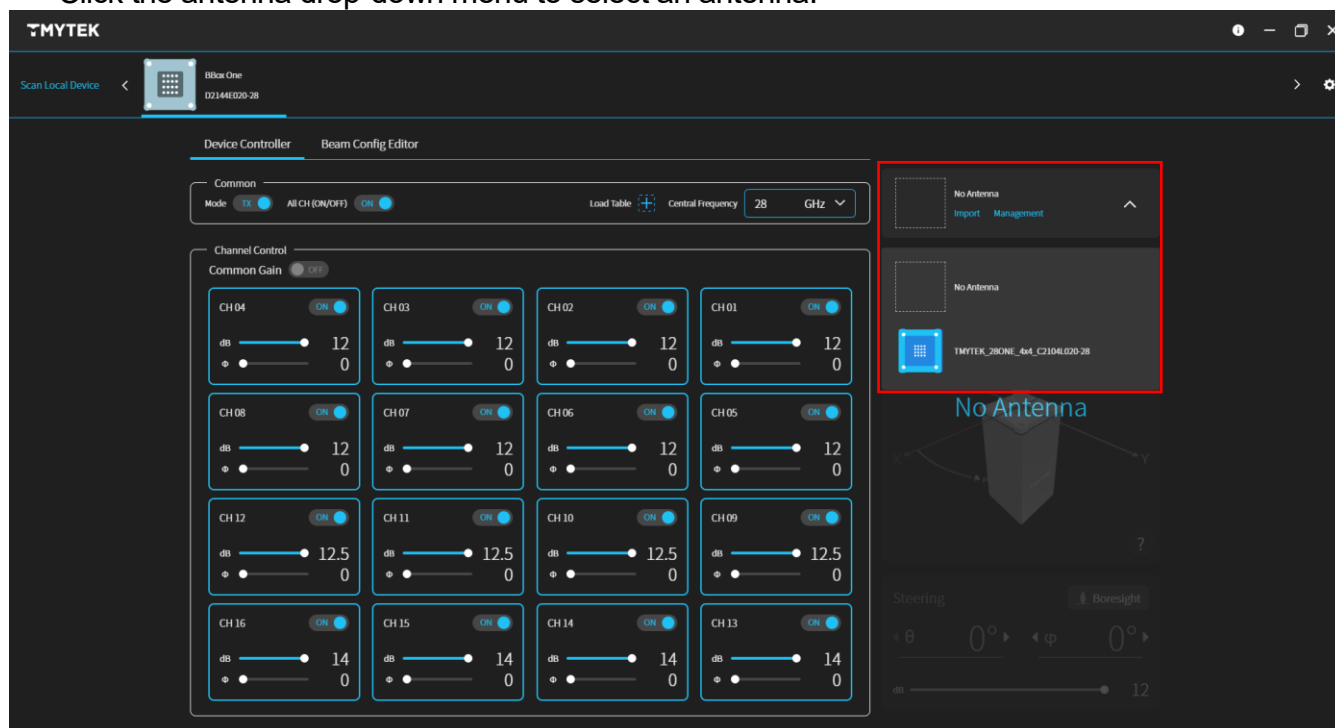 Click the antenna drop-down menu to select an antenna.
TMYTEK
Scan Local Device
BBox One
D2144E020-28
Device Controller Beam Config Editor
Common
Mode TX All CH (ON/OFF) ON Load Table Central Frequency 28 GHz
No Antenna
Import Management
Channel Control
Common Gain OFF
No Antenna
TMYTEK_28ONE_4x4_C2104L020-28
CH 04 ON CH 03 ON CH 02 ON CH 01 ON
dB 12 dB 12 dB 12 dB 12
Φ 0 Φ 0 Φ 0 Φ 0
No Antenna
X Y
CH 08 ON CH 07 ON CH 06 ON CH 05 ON
dB 12 dB 12 dB 12 dB 12
Φ 0 Φ 0 Φ 0 Φ 0
CH 12 ON CH 11 ON CH 10 ON CH 09 ON
dB 12.5 dB 12.5 dB 12.5 dB 12.5
Φ 0 Φ 0 Φ 0 Φ 0
?
Steering Boresight
θ 0° φ 0°
dB 12
CH 16 ON CH 15 ON CH 14 ON CH 13 ON
dB 14 dB 14 dB 14 dB 14
Φ 0 Φ 0 Φ 0 Φ 0